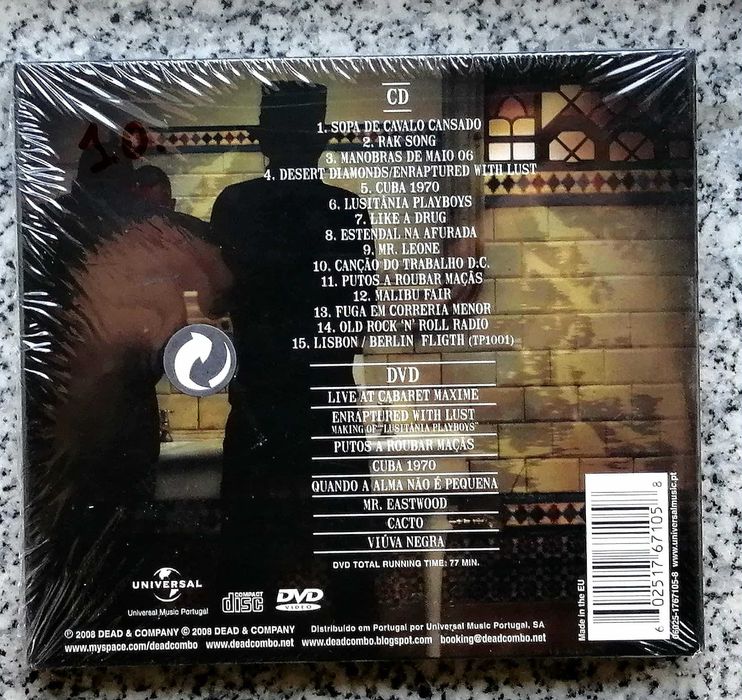 1.0.
CD
1. SOPA DE CAVALO CANSADO
2. RAK SONG
3. MANOBRAS DE MAIO 06
4. DESERT DIAMONDS/ENRAPTURED WITH LUST
5. CUBA 1970
6. LUSITÂNIA PLAYBOYS
7. LIKE A DRUG
8. ESTENDAL NA AFURADA
9. MR. LEONE
10. CANÇÃO DO TRABALHO D.C.
11. PUTOS A ROUBAR MAÇÃS
12. MALIBU FAIR
13. FUGA EM CORRERIA MENOR
14. OLD ROCK 'N' ROLL RADIO
15. LISBON / BERLIN FLIGTH (TP1001)
DVD
LIVE AT CABARET MAXIME
ENRAPTURED WITH LUST
MAKING OF "LUSITÂNIA PLAYBOYS"
PUTOS A ROUBAR MAÇÃS
CUBA 1970
QUANDO A ALMA NÃO É PEQUENA
MR. EASTWOOD
CACTO
VIÚVA NEGRA
DVD TOTAL RUNNING TIME: 77 MIN.
UNIVERSAL
Universal Music Portugal
COMPACT
disc
DVD
VIDEO
Ⓟ 2008 DEAD & COMPANY © 2008 DEAD & COMPANY Distribuído em Portugal por Universal Music Portugal, SA
www.myspace.com/deadcombo www.deadcombo.net www.deadcombo.blogspot.com booking@deadcombo.net
Made in the EU
6 02517 67105 8
06025-1767105-8 www.universalmusic.pt